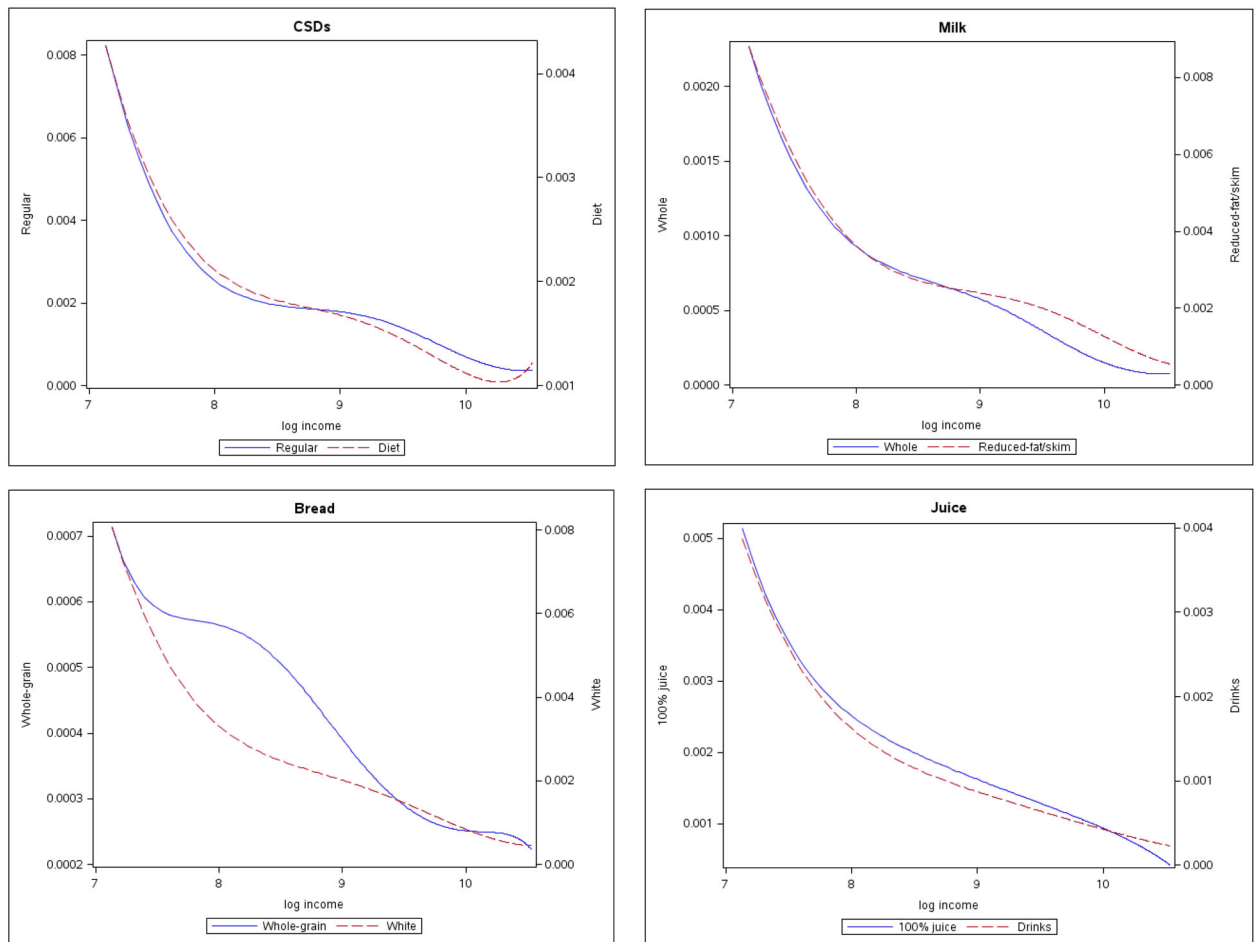 CSDs
0.008
0.006
0.004
0.002
0.000
Regular
0.004
0.003
0.002
0.001
Diet
7 8 9 10
log income
Regular Diet
Milk
0.0020
0.0015
0.0010
0.0005
0.0000
Whole
0.008
0.006
0.004
0.002
0.000
Reduced-fat/skim
7 8 9 10
log income
Whole Reduced-fat/skim
Bread
0.0007
0.0006
0.0005
0.0004
0.0003
0.0002
Whole-grain
0.008
0.006
0.004
0.002
0.000
White
7 8 9 10
log income
Whole-grain White
Juice
0.005
0.004
0.003
0.002
0.001
100% juice
0.004
0.003
0.002
0.001
0.000
Drinks
7 8 9 10
log income
100% juice Drinks